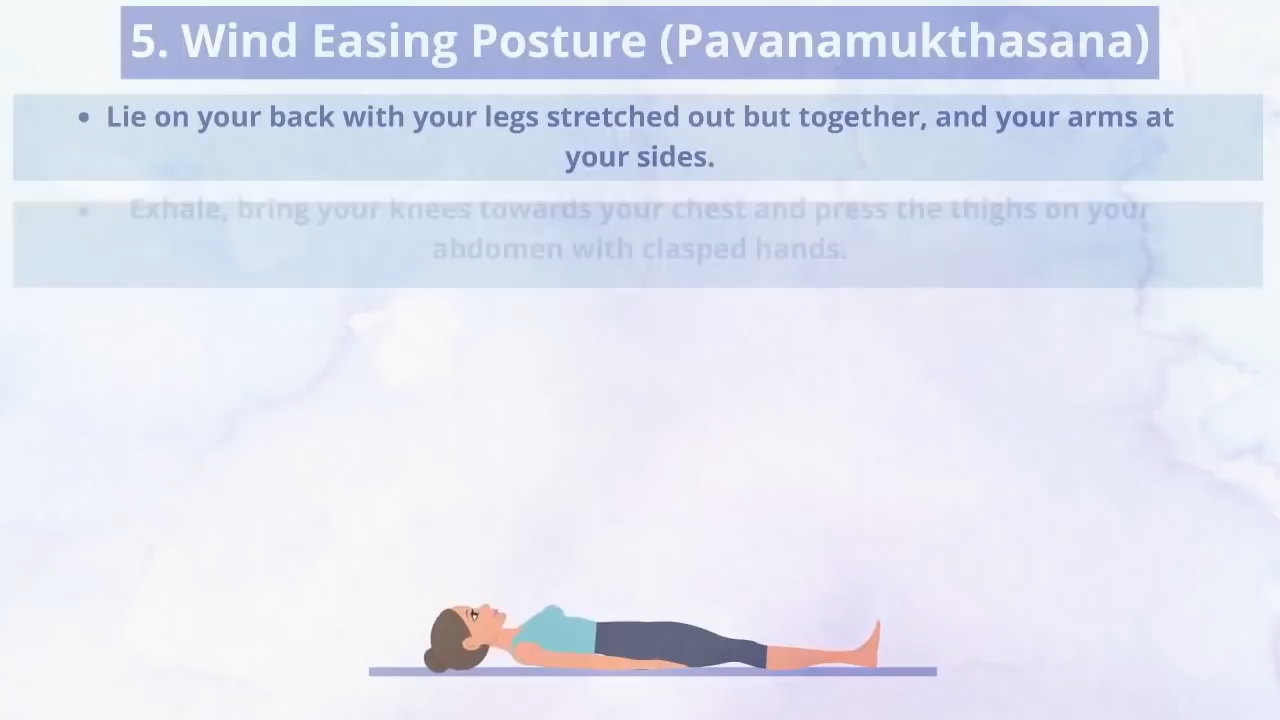 5. Wind Easing Posture (Pavanamukthasana)
• Lie on your back with your legs stretched out but together, and your arms at
your sides.
• Exhale, bring your knees towards your chest and press the thighs on your
abdomen with clasped hands.